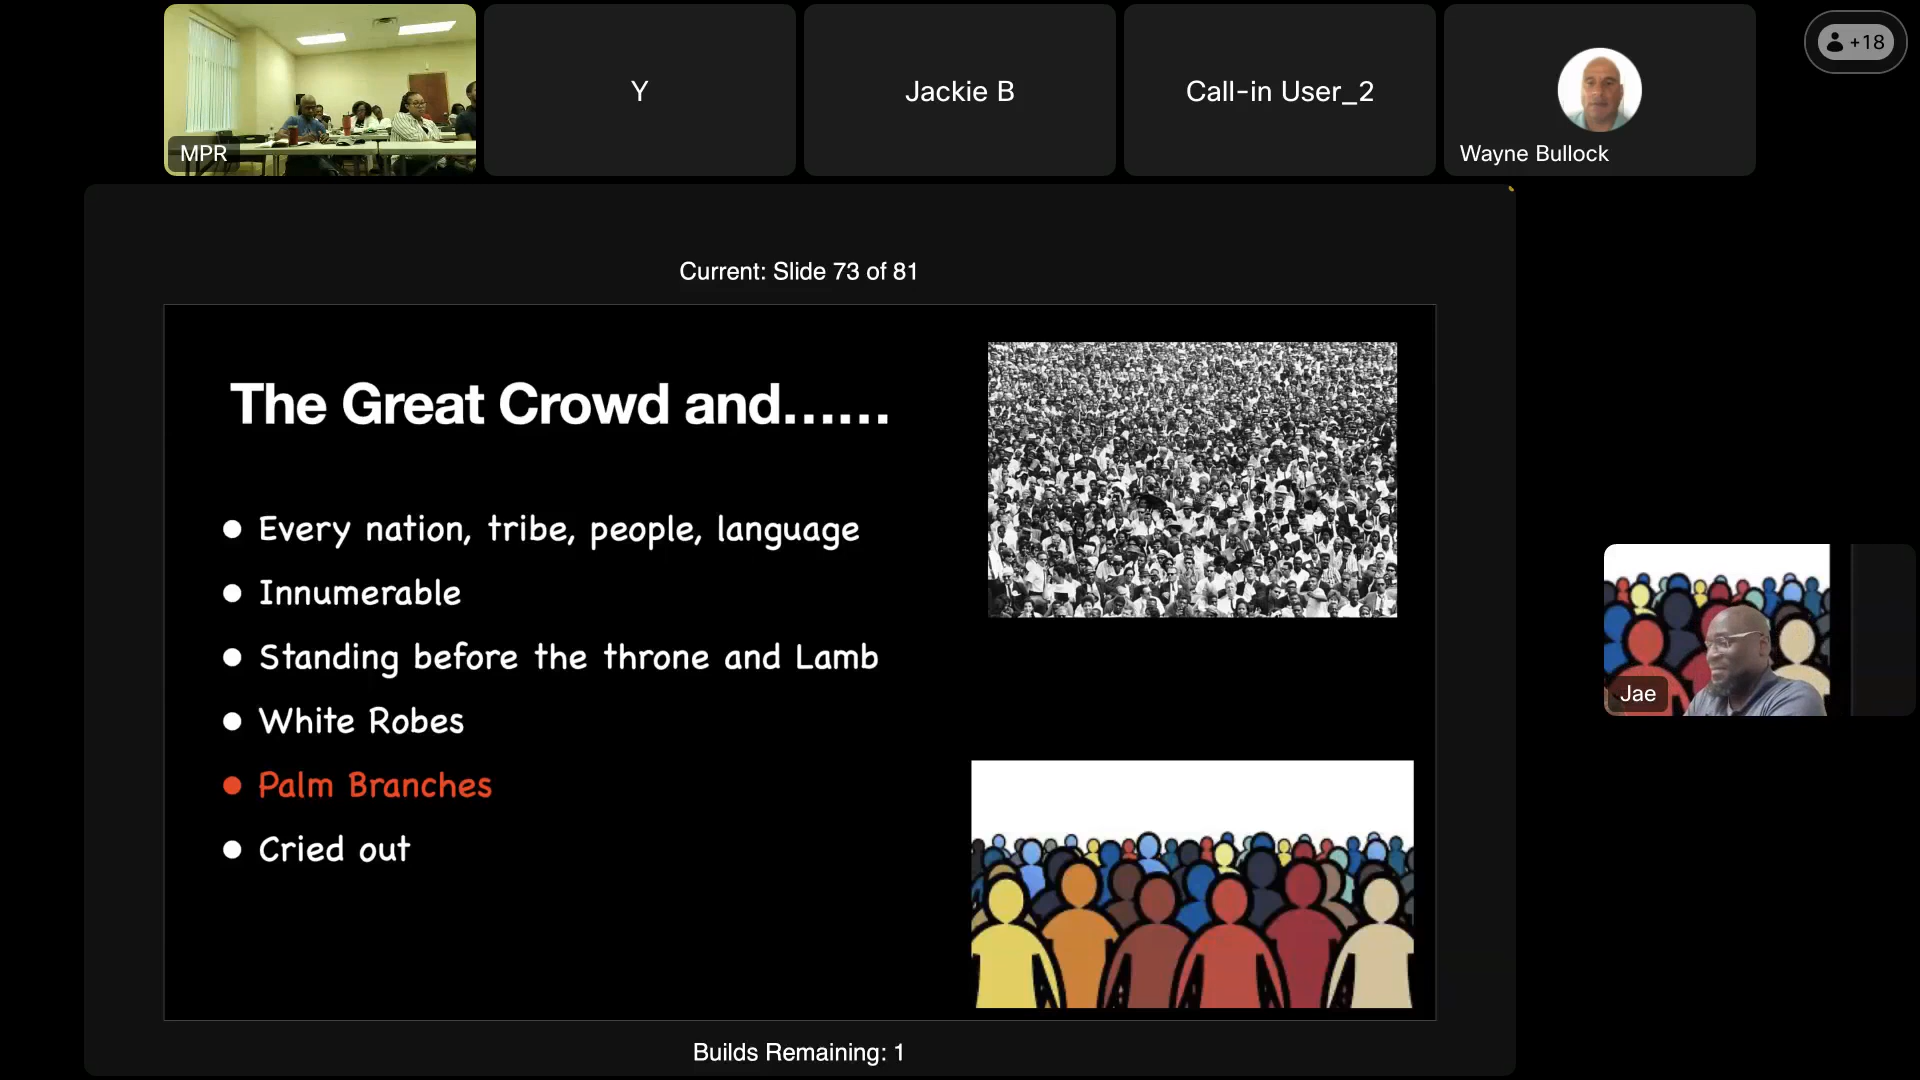 MPR
Y
Jackie B
Call-in User_2
Wayne Bullock
+18
Current: Slide 73 of 81
The Great Crowd and......
• Every nation, tribe, people, language
• Innumerable
• Standing before the throne and Lamb
• White Robes
• Palm Branches
• Cried out
Jae
Builds Remaining: 1